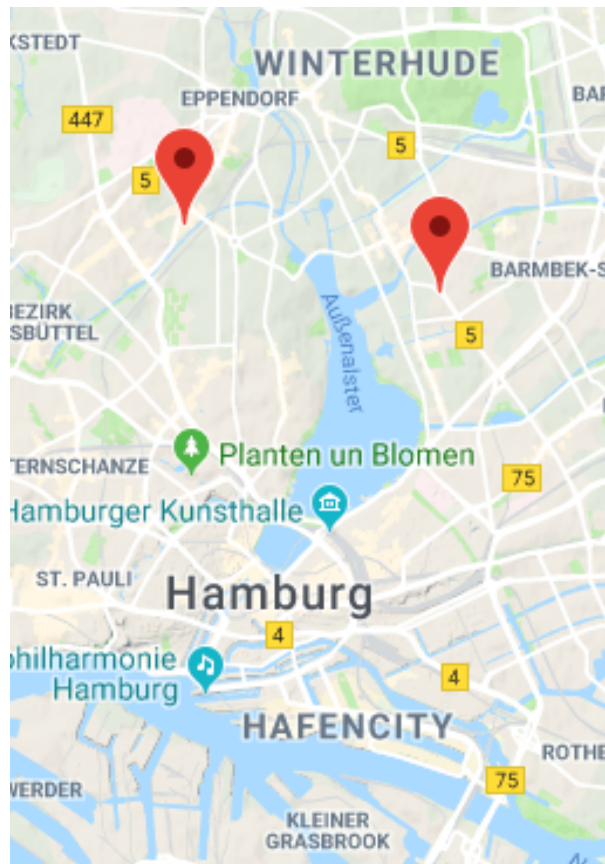 KSTEDT
WINTERHUDE
EPPENDORF
BAR
447
5
5
BARMBEK-S
BEZIRK
SBÜTTEL
Außenalster
5
Planten un Blomen
TERNSCHANZE
75
Hamburger Kunsthalle
ST. PAULI
Hamburg
4
philharmonie
Hamburg
4
HAFENCITY
ROTHE
75
WERDER
KLEINER
GRASBROOK